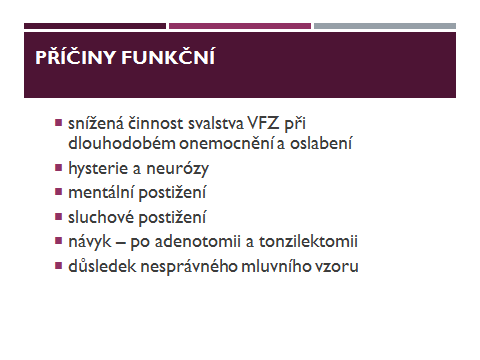 PŘÍČINY FUNKČNÍ
▪ snížená činnost svalstva VFZ při
dlouhodobém onemocnění a oslabení
▪ hysterie a neurózy
▪ mentální postižení
▪ sluchové postižení
▪ návyk – po adenotomii a tonzilektomii
▪ důsledek nesprávného mluvního vzoru